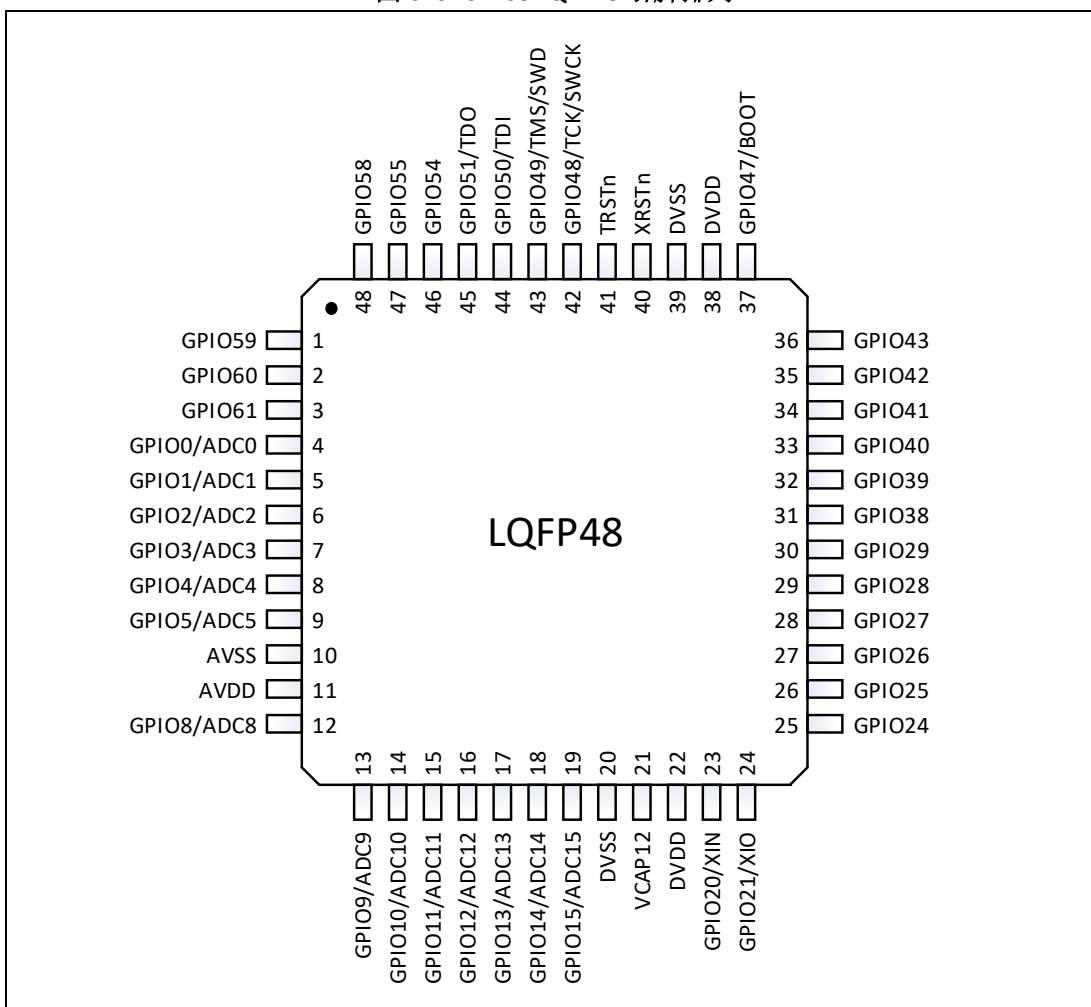 GPIO58
GPIO55
GPIO54
GPIO51/TDO
GPIO50/TDI
GPIO49/TMS/SWD
GPIO48/TCK/SWCK
TRSTn
XRSTn
DVSS
DVDD
GPIO47/BOOT
48
47
46
45
44
43
42
41
40
39
38
37
GPIO59 1
GPIO60 2
GPIO61 3
GPIO0/ADC0 4
GPIO1/ADC1 5
GPIO2/ADC2 6
GPIO3/ADC3 7
GPIO4/ADC4 8
GPIO5/ADC5 9
AVSS 10
AVDD 11
GPIO8/ADC8 12
LQFP48
36 GPIO43
35 GPIO42
34 GPIO41
33 GPIO40
32 GPIO39
31 GPIO38
30 GPIO29
29 GPIO28
28 GPIO27
27 GPIO26
26 GPIO25
25 GPIO24
13
14
15
16
17
18
19
20
21
22
23
24
GPIO9/ADC9
GPIO10/ADC10
GPIO11/ADC11
GPIO12/ADC12
GPIO13/ADC13
GPIO14/ADC14
GPIO15/ADC15
DVSS
VCAP12
DVDD
GPIO20/XIN
GPIO21/XIO